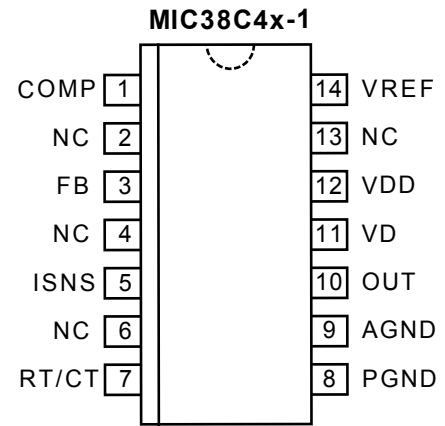 MIC38C4x-1
COMP 1 14 VREF
NC 2 13 NC
FB 3 12 VDD
NC 4 11 VD
ISNS 5 10 OUT
NC 6 9 AGND
RT/CT 7 8 PGND